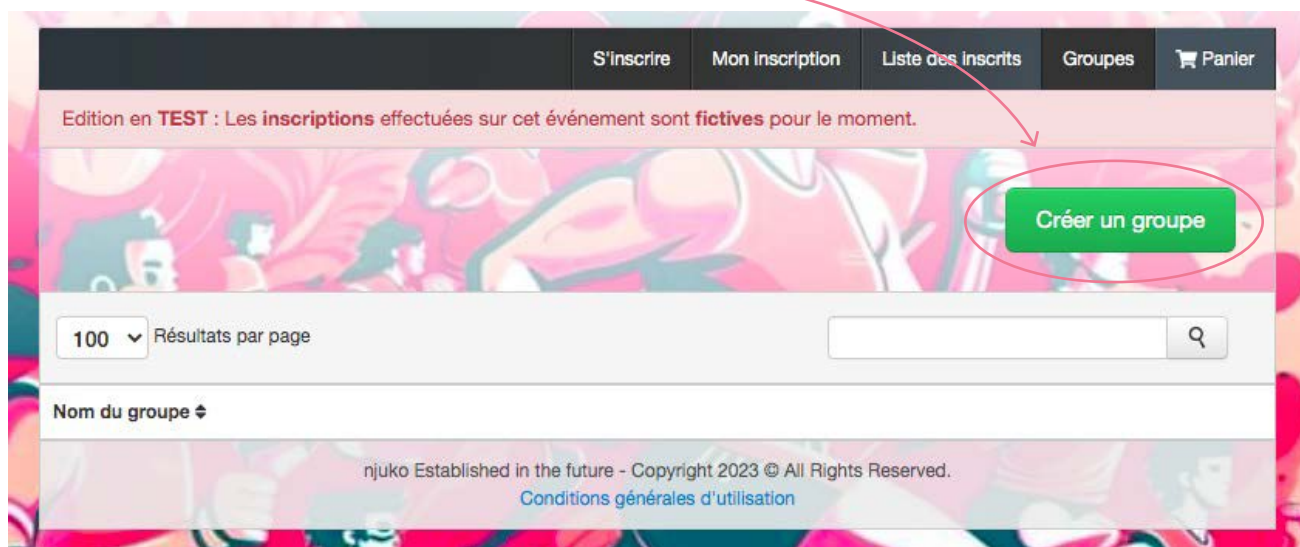 S'inscrire Mon inscription Liste des inscrits Groupes Panier
Edition en TEST : Les inscriptions effectuées sur cet événement sont fictives pour le moment.
Créer un groupe
100 Résultats par page
Nom du groupe
njuko Established in the future - Copyright 2023 © All Rights Reserved.
Conditions générales d'utilisation